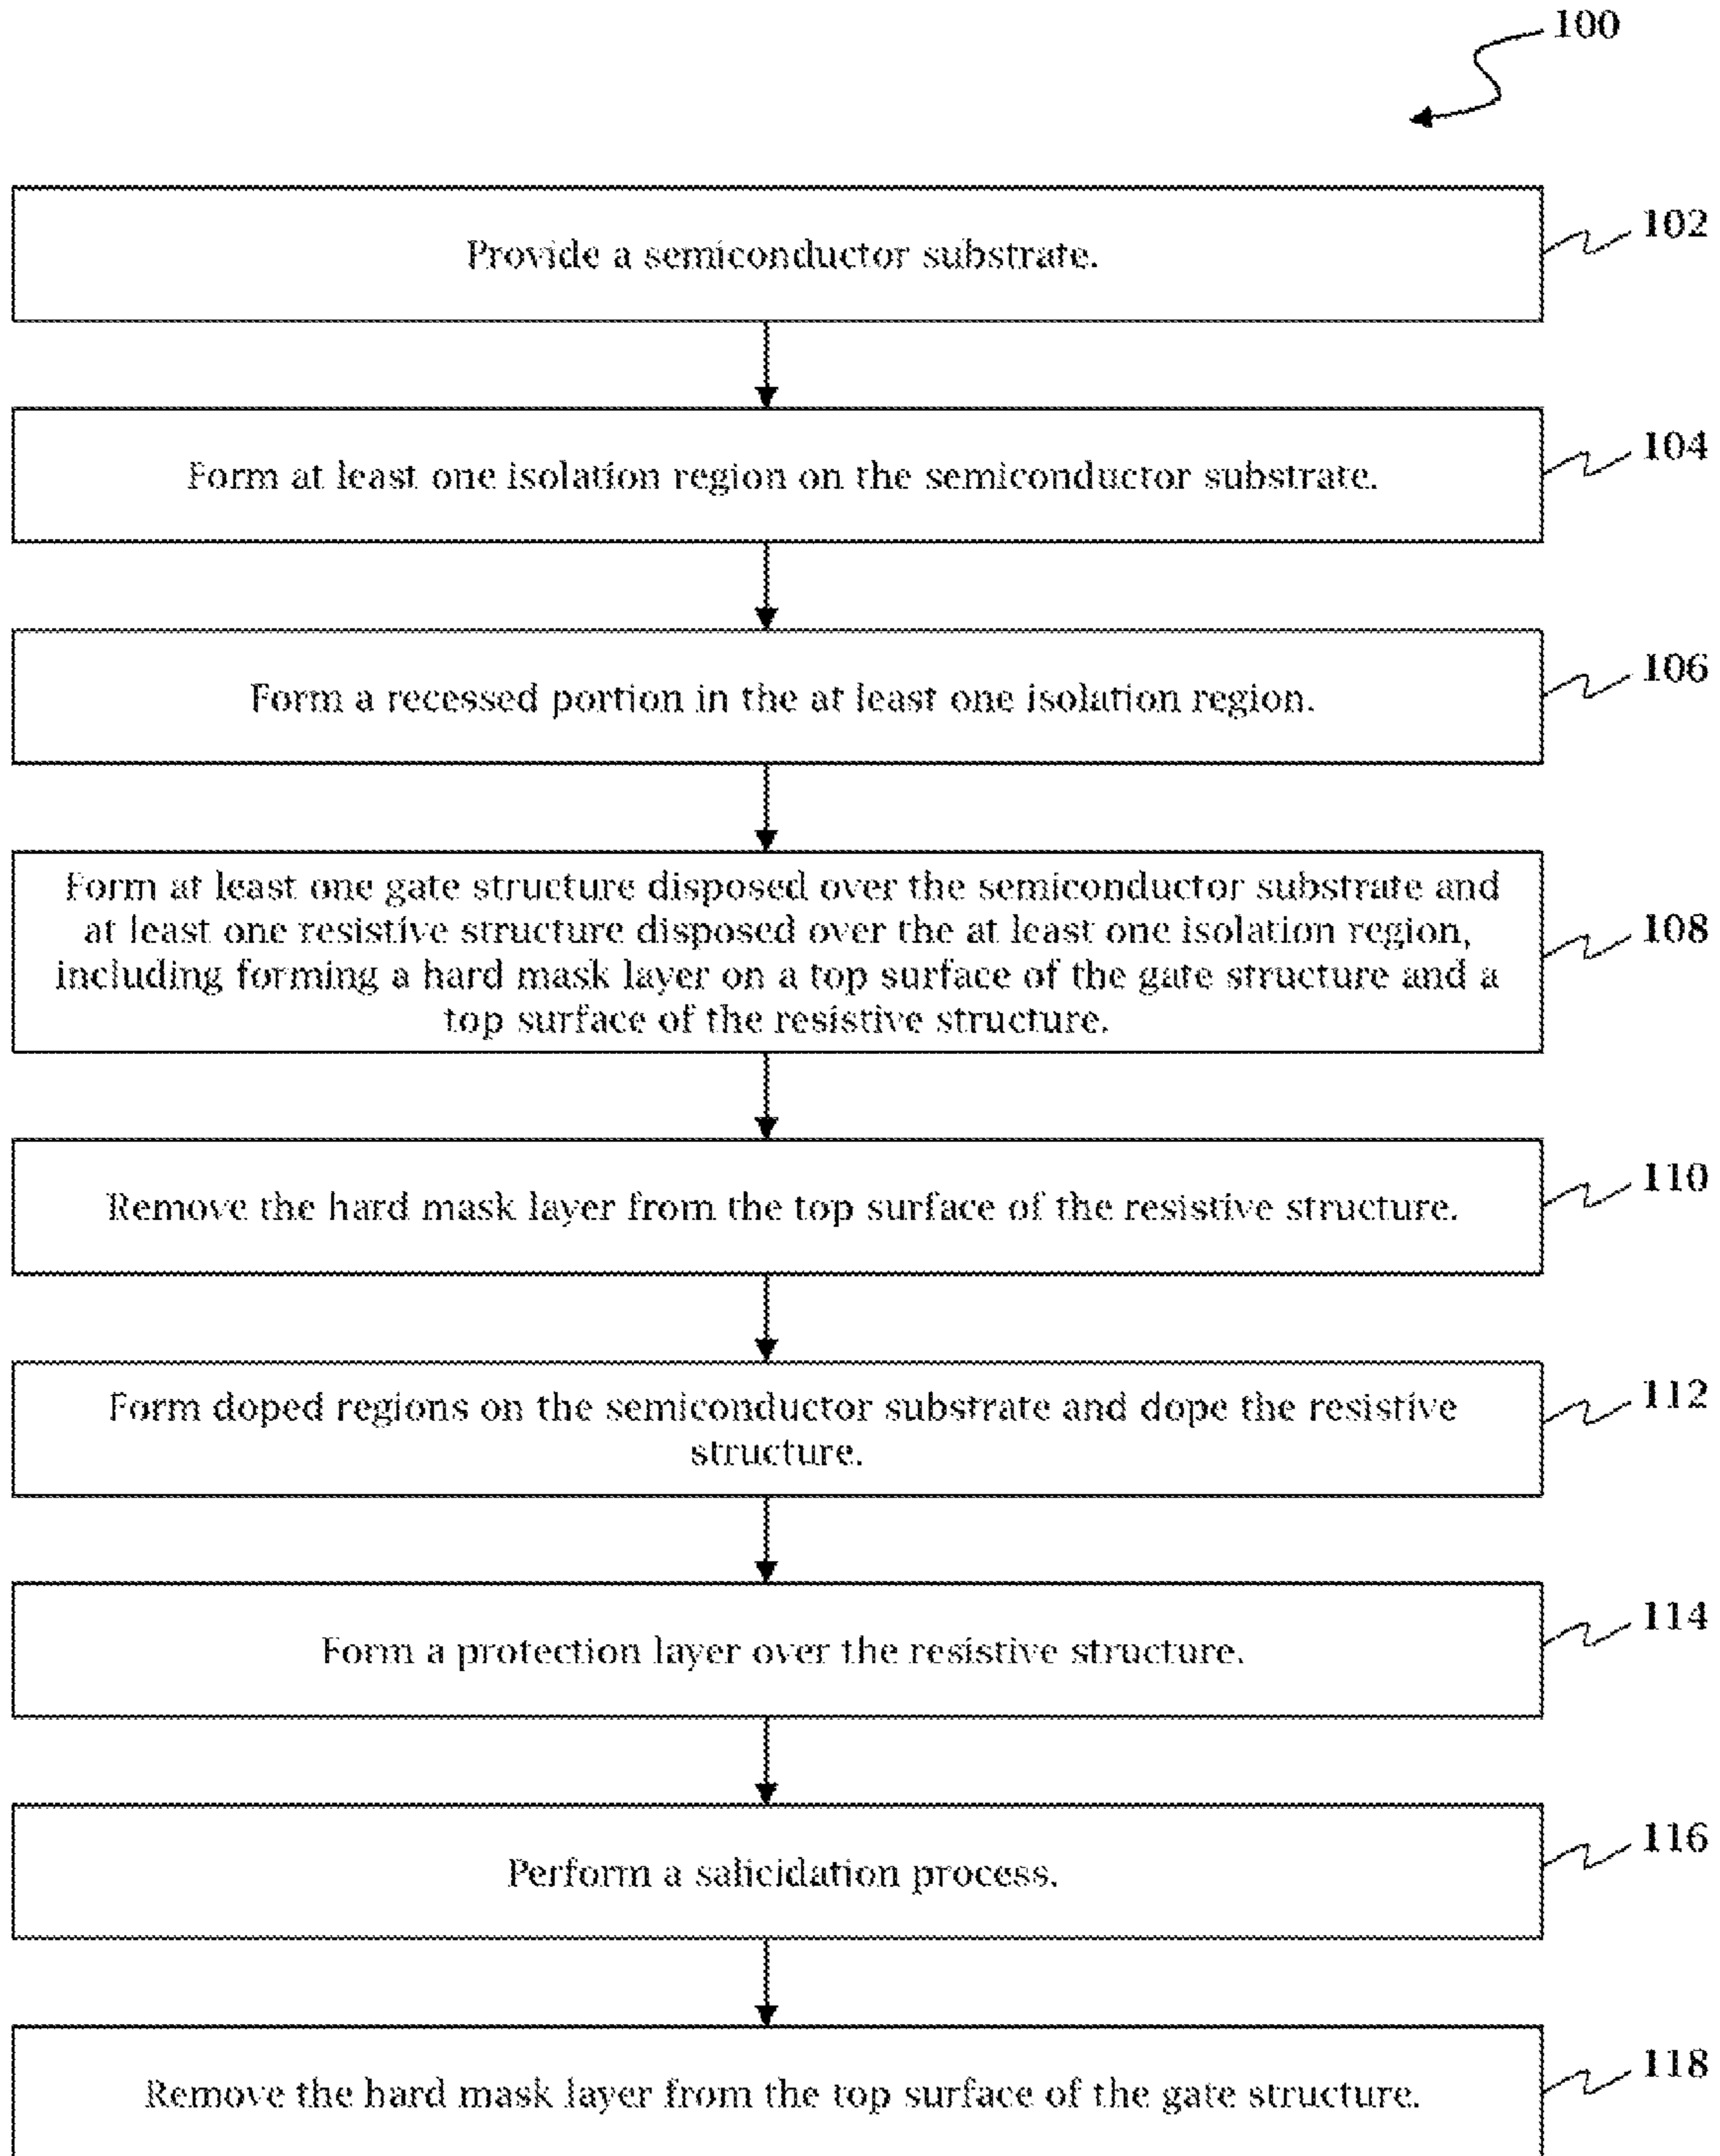 100
Provide a semiconductor substrate.
102
Form at least one isolation region on the semiconductor substrate.
104
Form a recessed portion in the at least one isolation region.
106
Form at least one gate structure disposed over the semiconductor substrate and
at least one resistive structure disposed over the at least one isolation region,
including forming a hard mask layer on a top surface of the gate structure and a
top surface of the resistive structure.
108
Remove the hard mask layer from the top surface of the resistive structure.
110
Form doped regions on the semiconductor substrate and dope the resistive
structure.
112
Form a protection layer over the resistive structure.
114
Perform a salicidation process.
116
Remove the hard mask layer from the top surface of the gate structure.
118